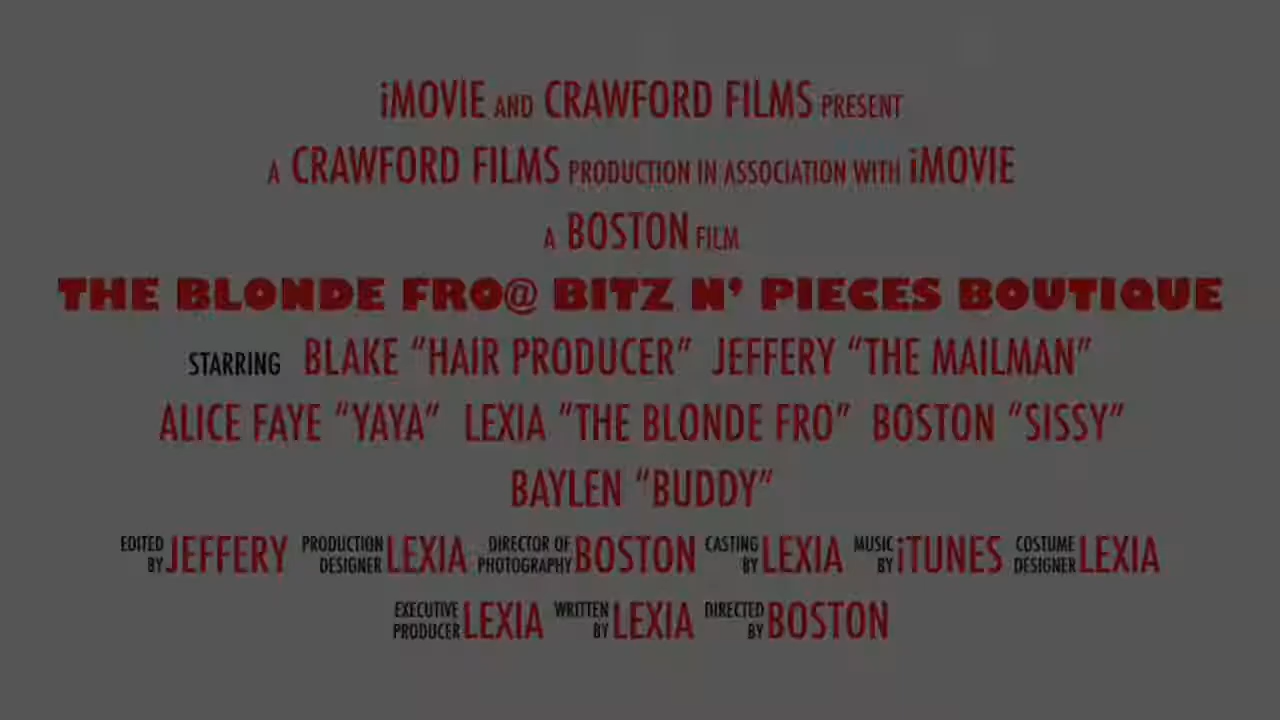 iMOVIE AND CRAWFORD FILMS PRESENT
A CRAWFORD FILMS PRODUCTION IN ASSOCIATION WITH iMOVIE
A BOSTON FILM
THE BLONDE FRO@ BITZ N' PIECES BOUTIQUE
STARRING BLAKE “HAIR PRODUCER” JEFFERY “THE MAILMAN”
ALICE FAYE “YAYA” LEXIA “THE BLONDE FRO” BOSTON “SISSY”
BAYLEN “BUDDY”
EDITED BY JEFFERY PRODUCTION DESIGNER LEXIA DIRECTOR OF PHOTOGRAPHY BOSTON CASTING BY LEXIA MUSIC BY iTUNES COSTUME DESIGNER LEXIA
EXECUTIVE PRODUCER LEXIA WRITTEN BY LEXIA DIRECTED BY BOSTON